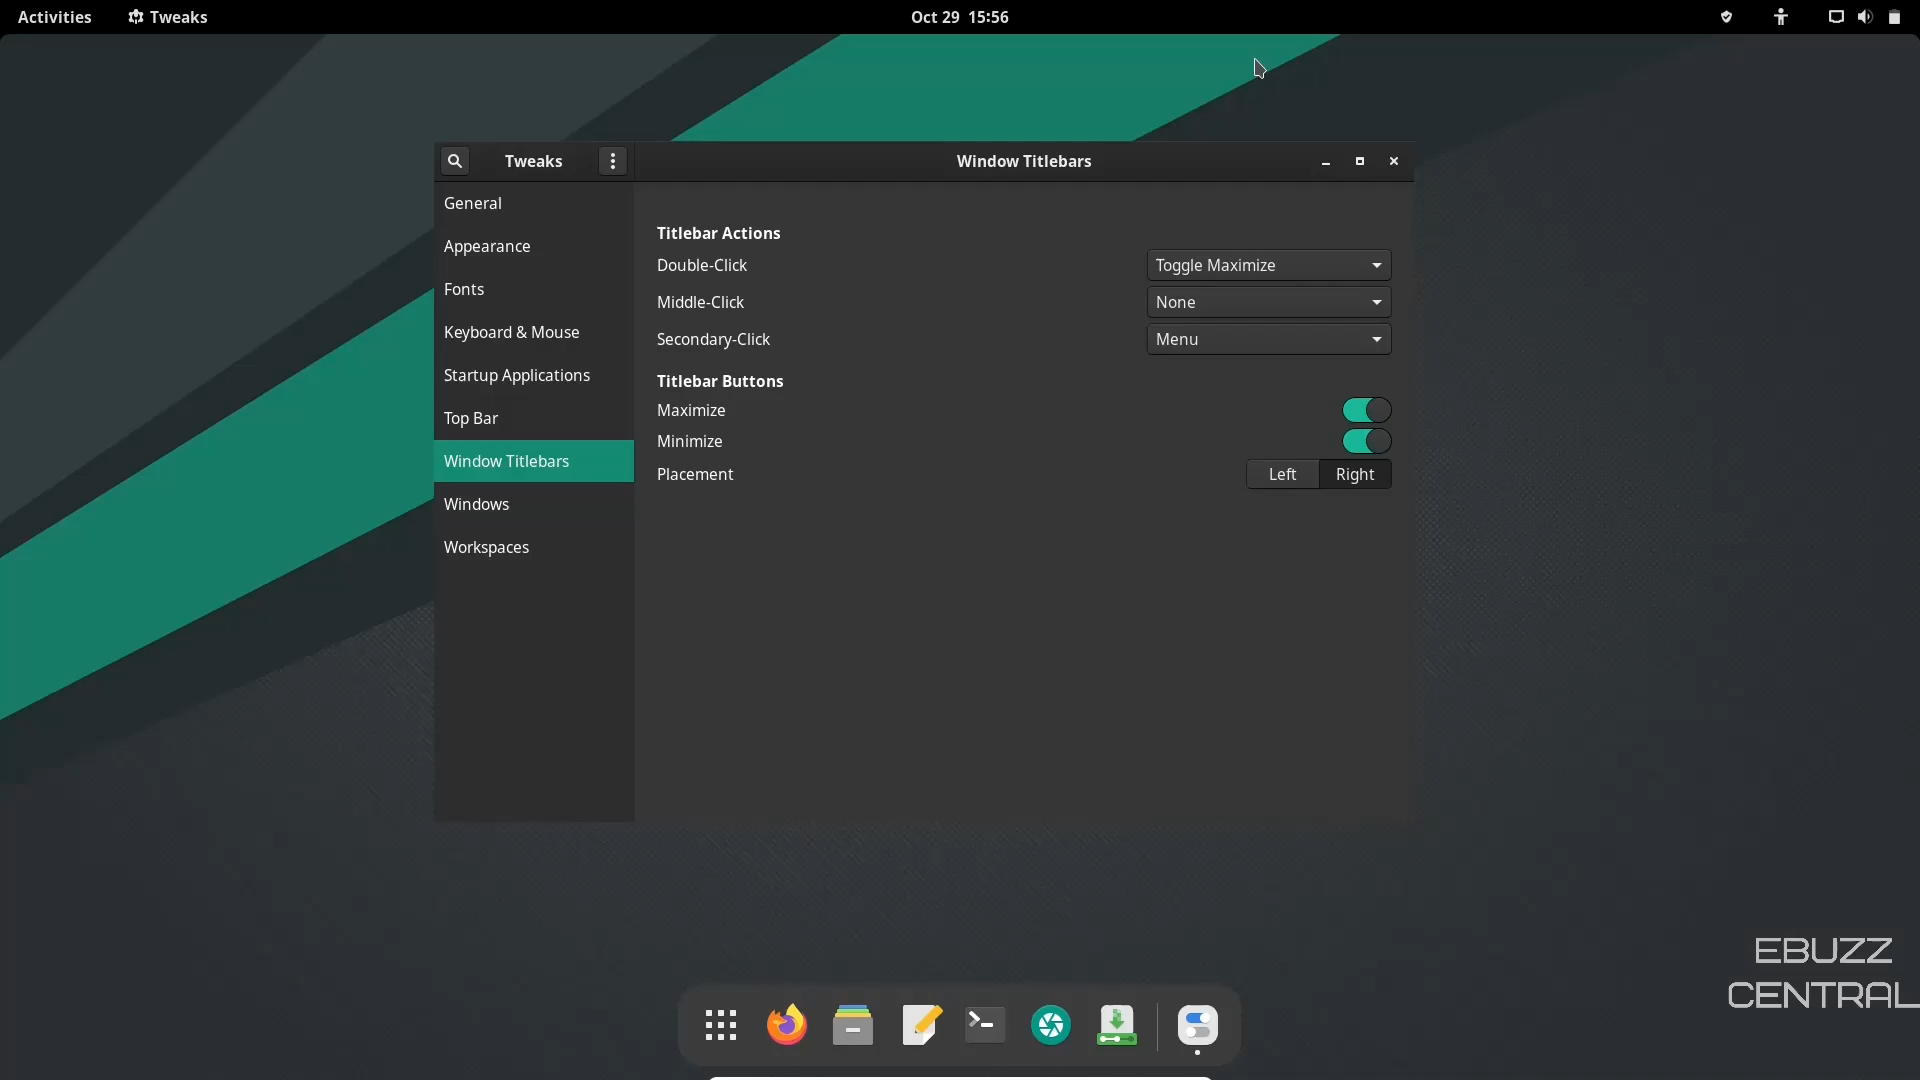 Activities
Tweaks
Oct 29 15:56
Tweaks
Window Titlebars
General
Appearance
Fonts
Keyboard & Mouse
Startup Applications
Top Bar
Window Titlebars
Windows
Workspaces
Titlebar Actions
Double-Click
Toggle Maximize
Middle-Click
None
Secondary-Click
Menu
Titlebar Buttons
Maximize
Minimize
Placement
Left
Right
EBUZZ
CENTRAL